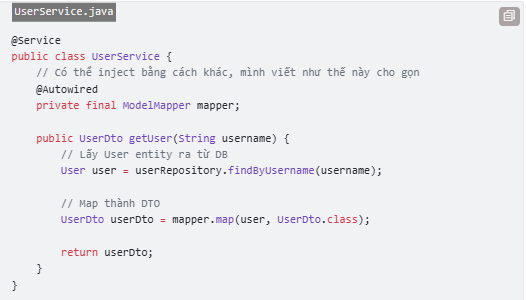 UserService.java
@Service
public class UserService {
    // Có thể inject bằng cách khác, mình viết như thế này cho gọn
    @Autowired
    private final ModelMapper mapper;

    public UserDto getUser(String username) {
        // Lấy User entity ra từ DB
        User user = userRepository.findByUsername(username);

        // Map thành DTO
        UserDto userDto = mapper.map(user, UserDto.class);

        return userDto;
    }
}